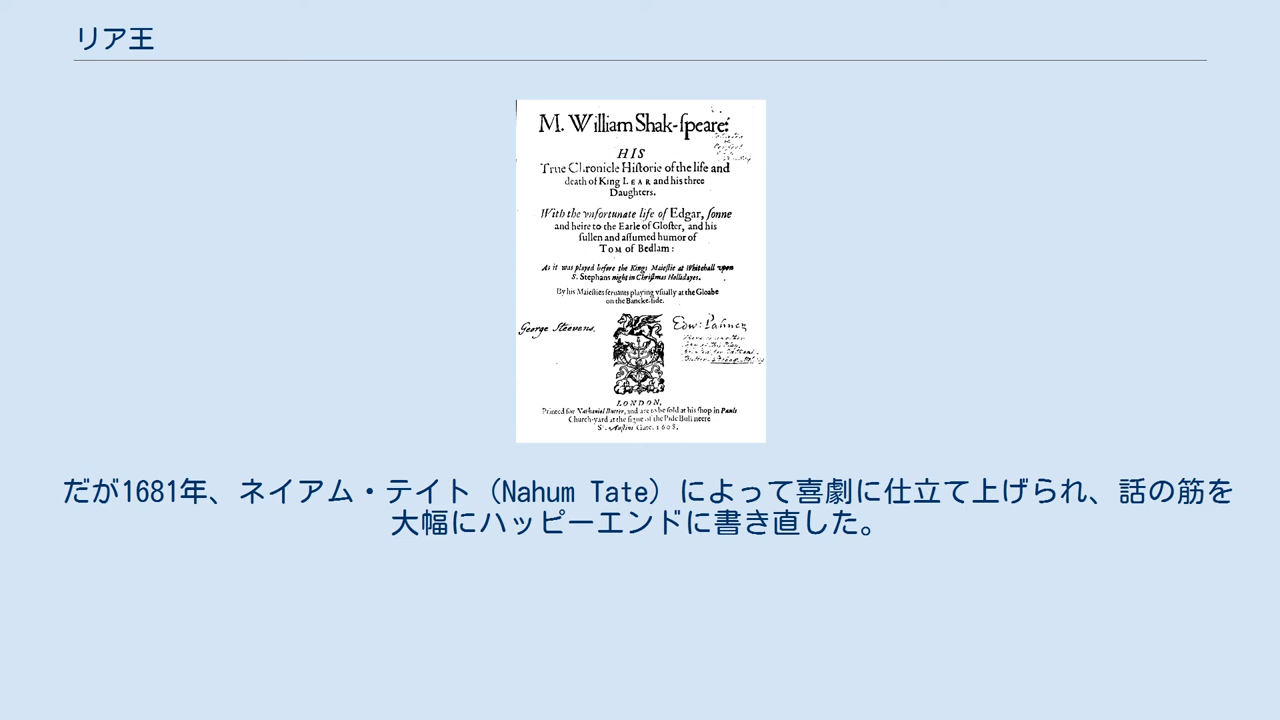 リア王
M. William Shak-ſpeare:
HIS
True Chronicle Hiſtorie of the life and
death of King LEAR and his three
Daughters.
With the vnfortunate life of Edgar, ſonne
and heire to the Earle of Gloſter, and his
ſullen and aſſumed humor of
TOM of Bedlam:
As it was played before the Kings Maieſtie at Whitehall vpon
S. Stephans night in Chriſtmas Hollidayes.
By his Maieſties ſeruants playing vſually at the Gloabe
on the Bancke-ſide.
George Steevens.
Edw:
LONDON,
Printed for Nathaniel Butter, and are to be ſold at his ſhop in Pauls
Church-yard at the ſigne of the Pide Bull neere
St. Auſtins Gate. 1608.
だが1681年、ネイアム・テイト（Nahum Tate）によって喜劇に仕立て上げられ、話の筋を
大幅にハッピーエンドに書き直した。